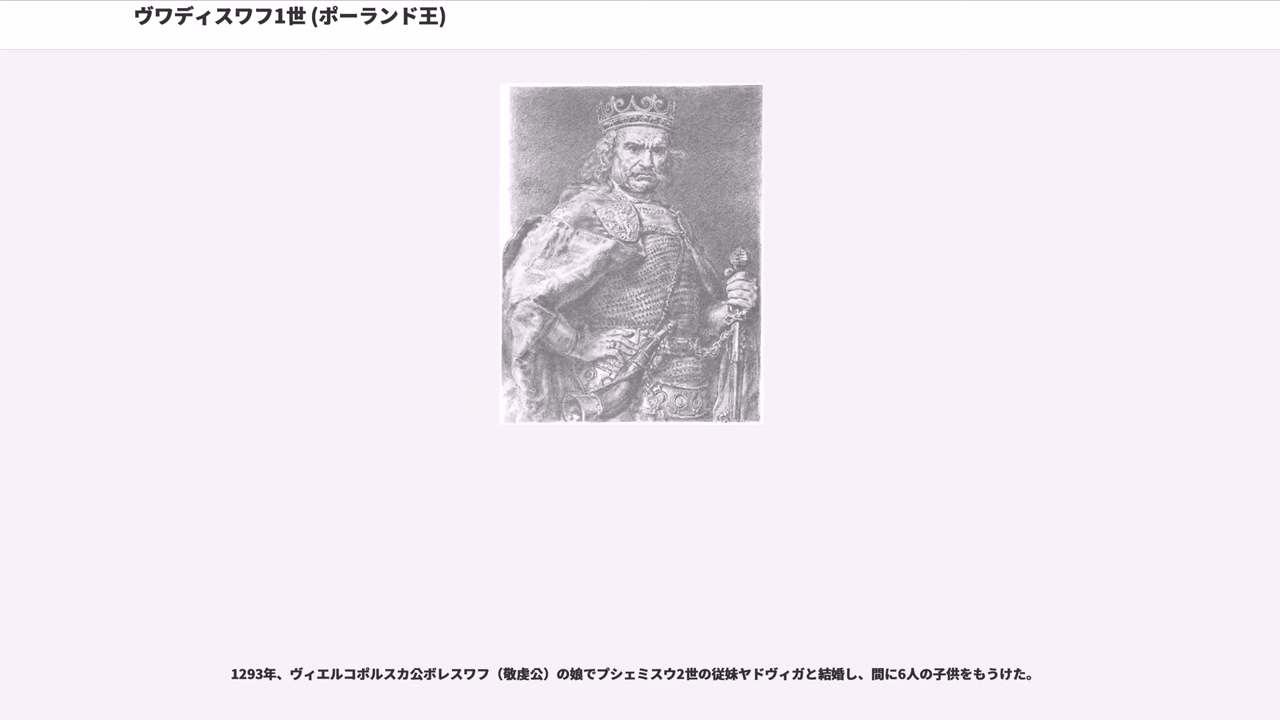 ヴワディスワフ1世 (ポーランド王)
1293年、ヴィエルコポルスカ公ボレスワフ（敬虔公）の娘でプシェミスウ2世の従妹ヤドヴィガと結婚し、間に6人の子供をもうけた。